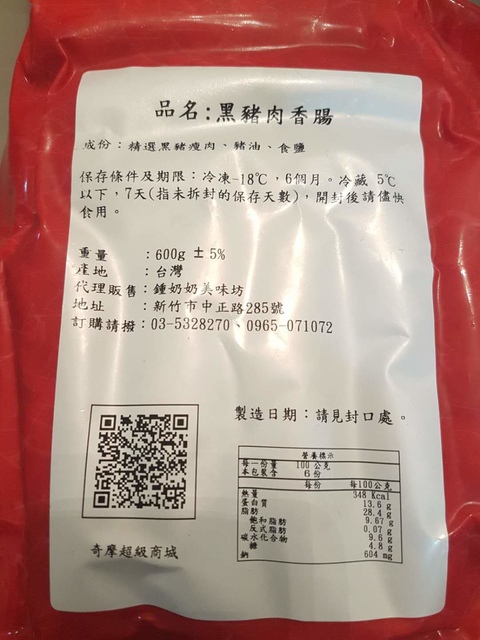 品名:黑豬肉香腸
成份:精選黑豬瘦肉、豬油、食鹽
保存條件及期限:冷凍-18℃,6個月。冷藏 5℃
以下,7天(指未拆封的保存天數),開封後請儘快
食用。
重量 :600g ±5%
產地 :台灣
代理販售:鍾奶奶美味坊
地址 :新竹市中正路285號
訂購請撥:03-5328270、0965-071072
製造日期:請見封口處。
營養標示
每一份量 100 公克
本包裝含 6 份
每份 每100公克
熱量 348 Kcal
蛋白質 13.6 g
脂肪 28.4 g
飽和脂肪 9.67 g
反式脂肪 0.07 g
碳水化合物 9.6 g
糖 4.8 g
鈉 604 mg
奇摩超級商城